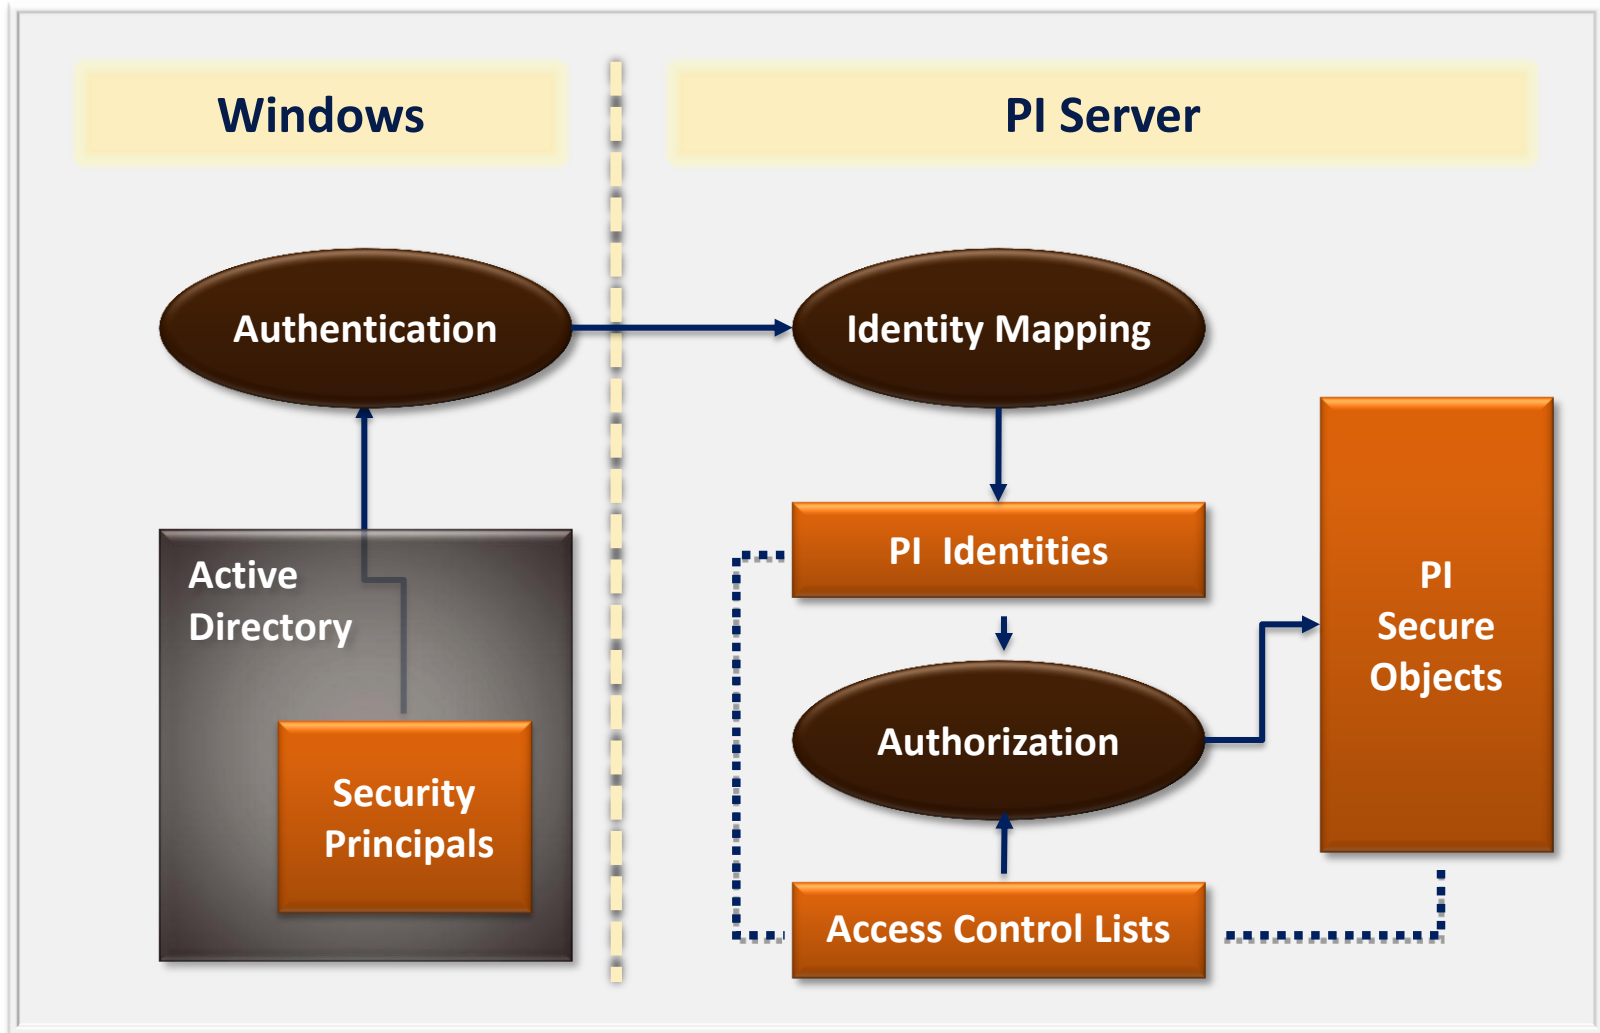 Windows
PI Server
Authentication
Identity Mapping
Active
Directory
Security
Principals
PI  Identities
Authorization
Access Control Lists
PI
Secure
Objects